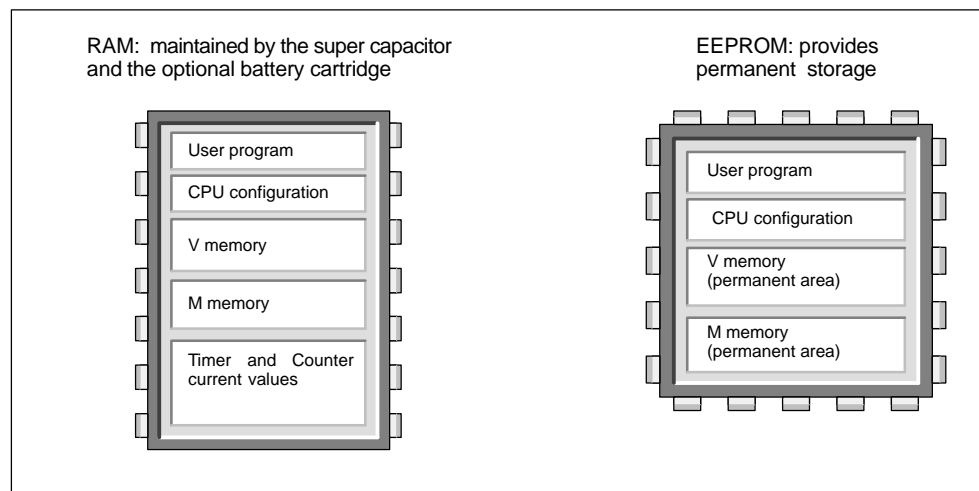 RAM: maintained by the super capacitor
and the optional battery cartridge
User program
CPU configuration
V memory
M memory
Timer and Counter
current values
EEPROM: provides
permanent storage
User program
CPU configuration
V memory
(permanent area)
M memory
(permanent area)